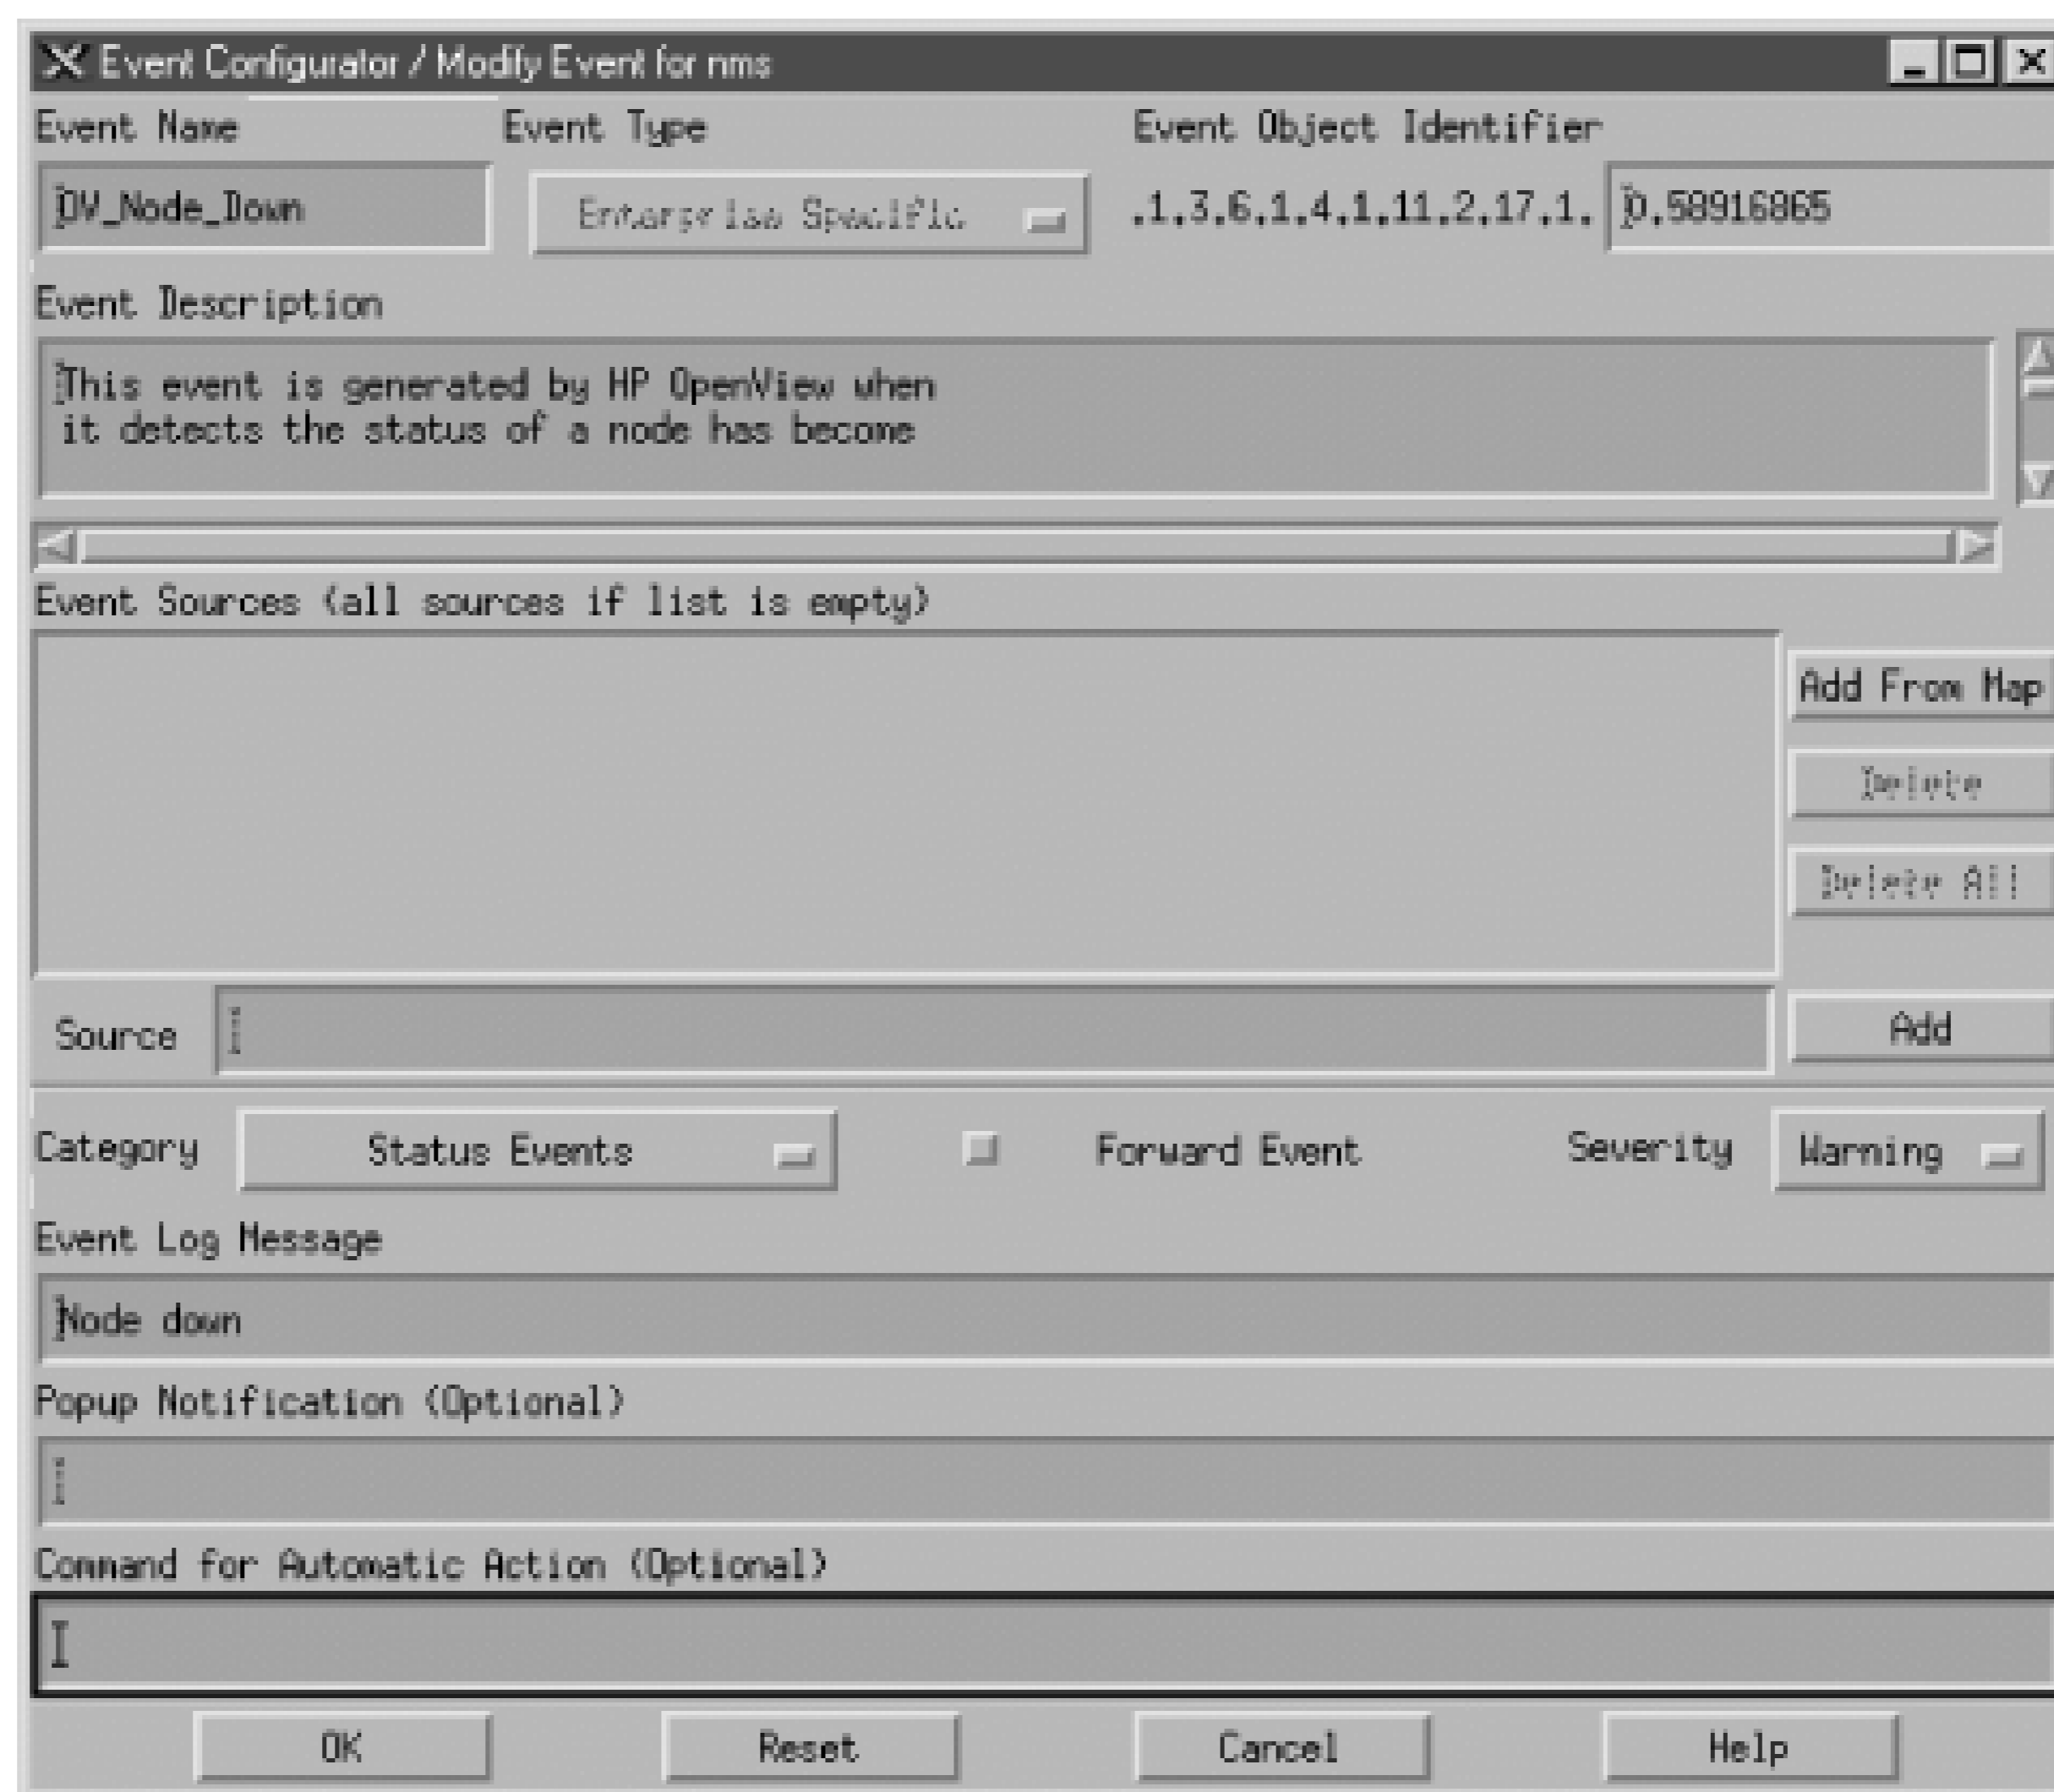 Event Configurator / Modify Event for nms
Event Name Event Type Event Object Identifier
OV_Node_Down Enterprise Specific .1.3.6.1.4.1.11.2.17.1. 0.58916865
Event Description
This event is generated by HP OpenView when
it detects the status of a node has become
Event Sources (all sources if list is empty)
Add From Map
Delete
Delete All
Source Add
Category Status Events Forward Event Severity Warning
Event Log Message
Node down
Popup Notification (Optional)
Command for Automatic Action (Optional)
OK Reset Cancel Help